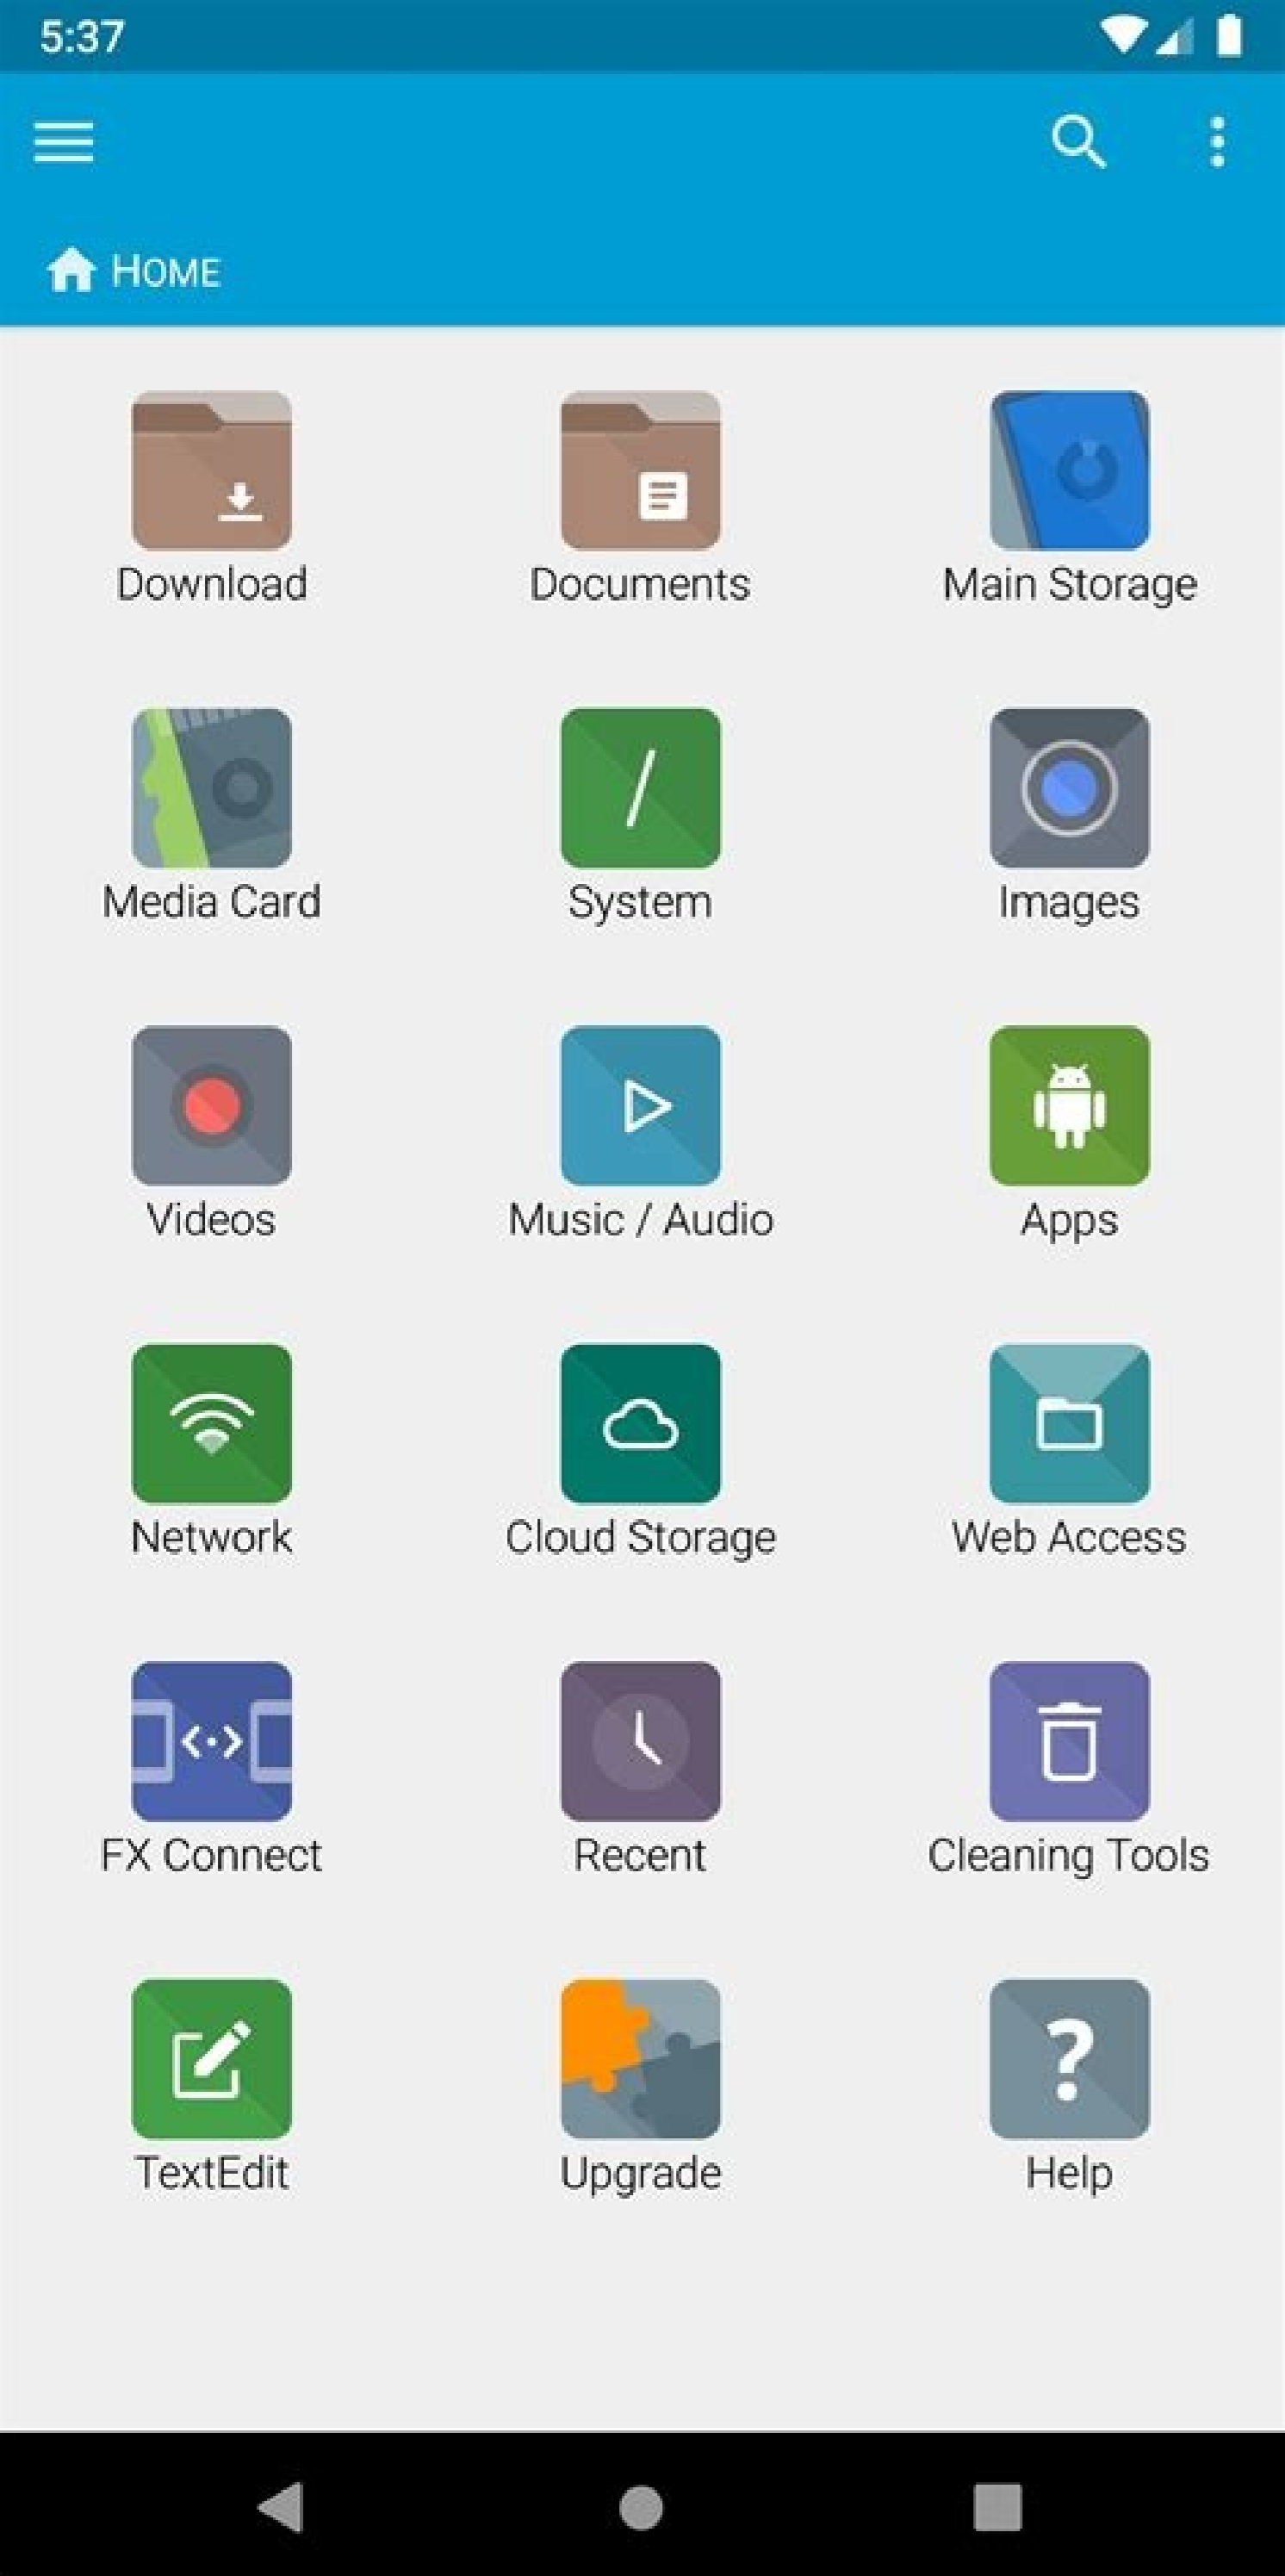 5:37
HOME
Download Documents Main Storage
Media Card System Images
Videos Music / Audio Apps
Network Cloud Storage Web Access
FX Connect Recent Cleaning Tools
TextEdit Upgrade Help